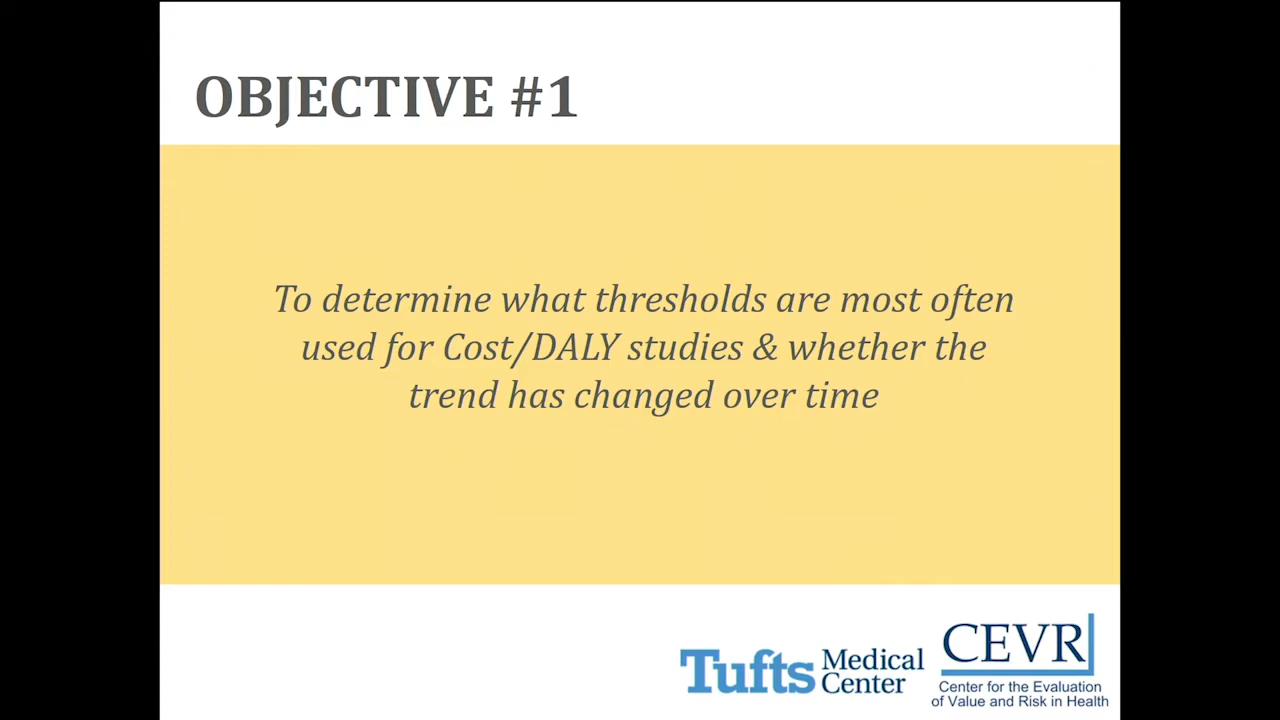 OBJECTIVE #1
To determine what thresholds are most often
used for Cost/DALY studies & whether the
trend has changed over time
Tufts Medical Center
CEVR
Center for the Evaluation
of Value and Risk in Health